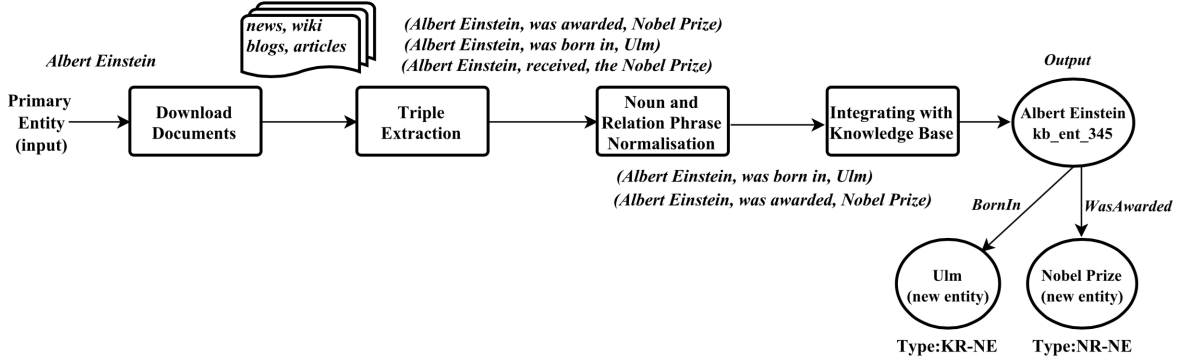 news, wiki
blogs, articles
(Albert Einstein, was awarded, Nobel Prize)
(Albert Einstein, was born in, Ulm)
(Albert Einstein, received, the Nobel Prize)
Albert Einstein
Output
Primary
Entity
(input)
Download
Documents
Triple
Extraction
Noun and
Relation Phrase
Normalisation
Integrating with
Knowledge Base
Albert Einstein
kb_ent_345
(Albert Einstein, was born in, Ulm)
(Albert Einstein, was awarded, Nobel Prize)
BornIn
WasAwarded
Ulm
(new entity)
Nobel Prize
(new entity)
Type:KR-NE
Type:NR-NE